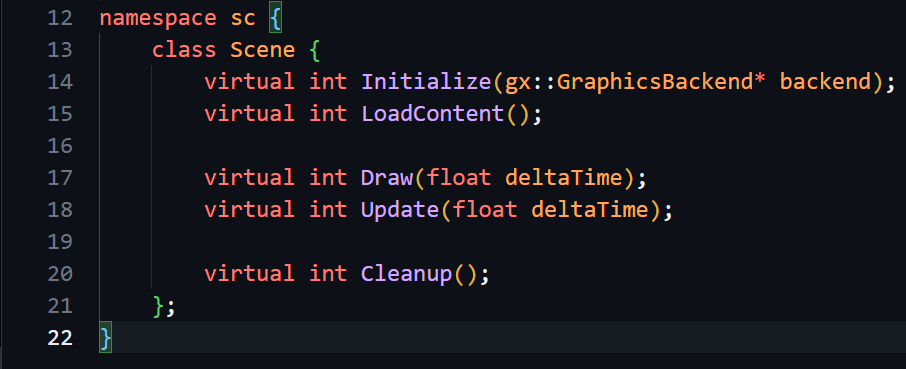 12 namespace sc {
13     class Scene {
14         virtual int Initialize(gx::GraphicsBackend* backend);
15         virtual int LoadContent();
16
17         virtual int Draw(float deltaTime);
18         virtual int Update(float deltaTime);
19
20         virtual int Cleanup();
21     };
22 }